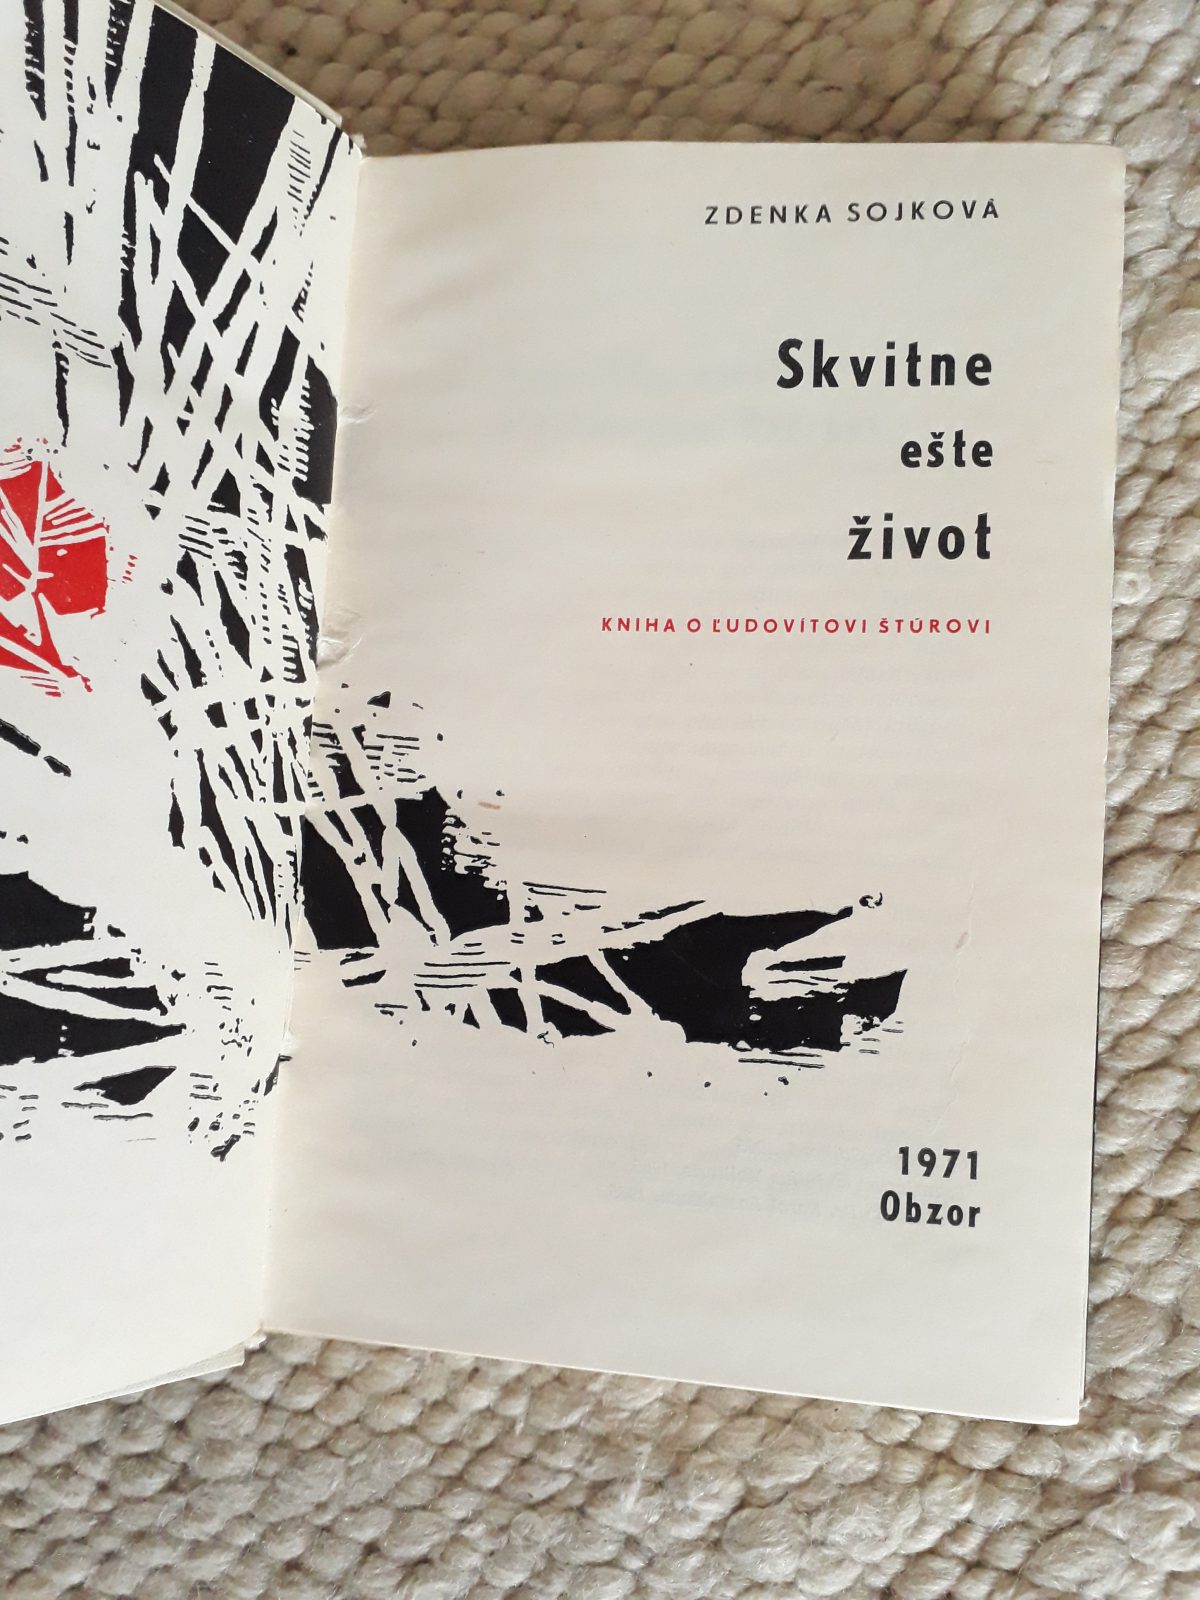 ZDENKA SOJKOVÁ
Skvitne
ešte
život
KNIHA O ĽUDOVÍTOVI ŠTÚROVI
1971
Obzor